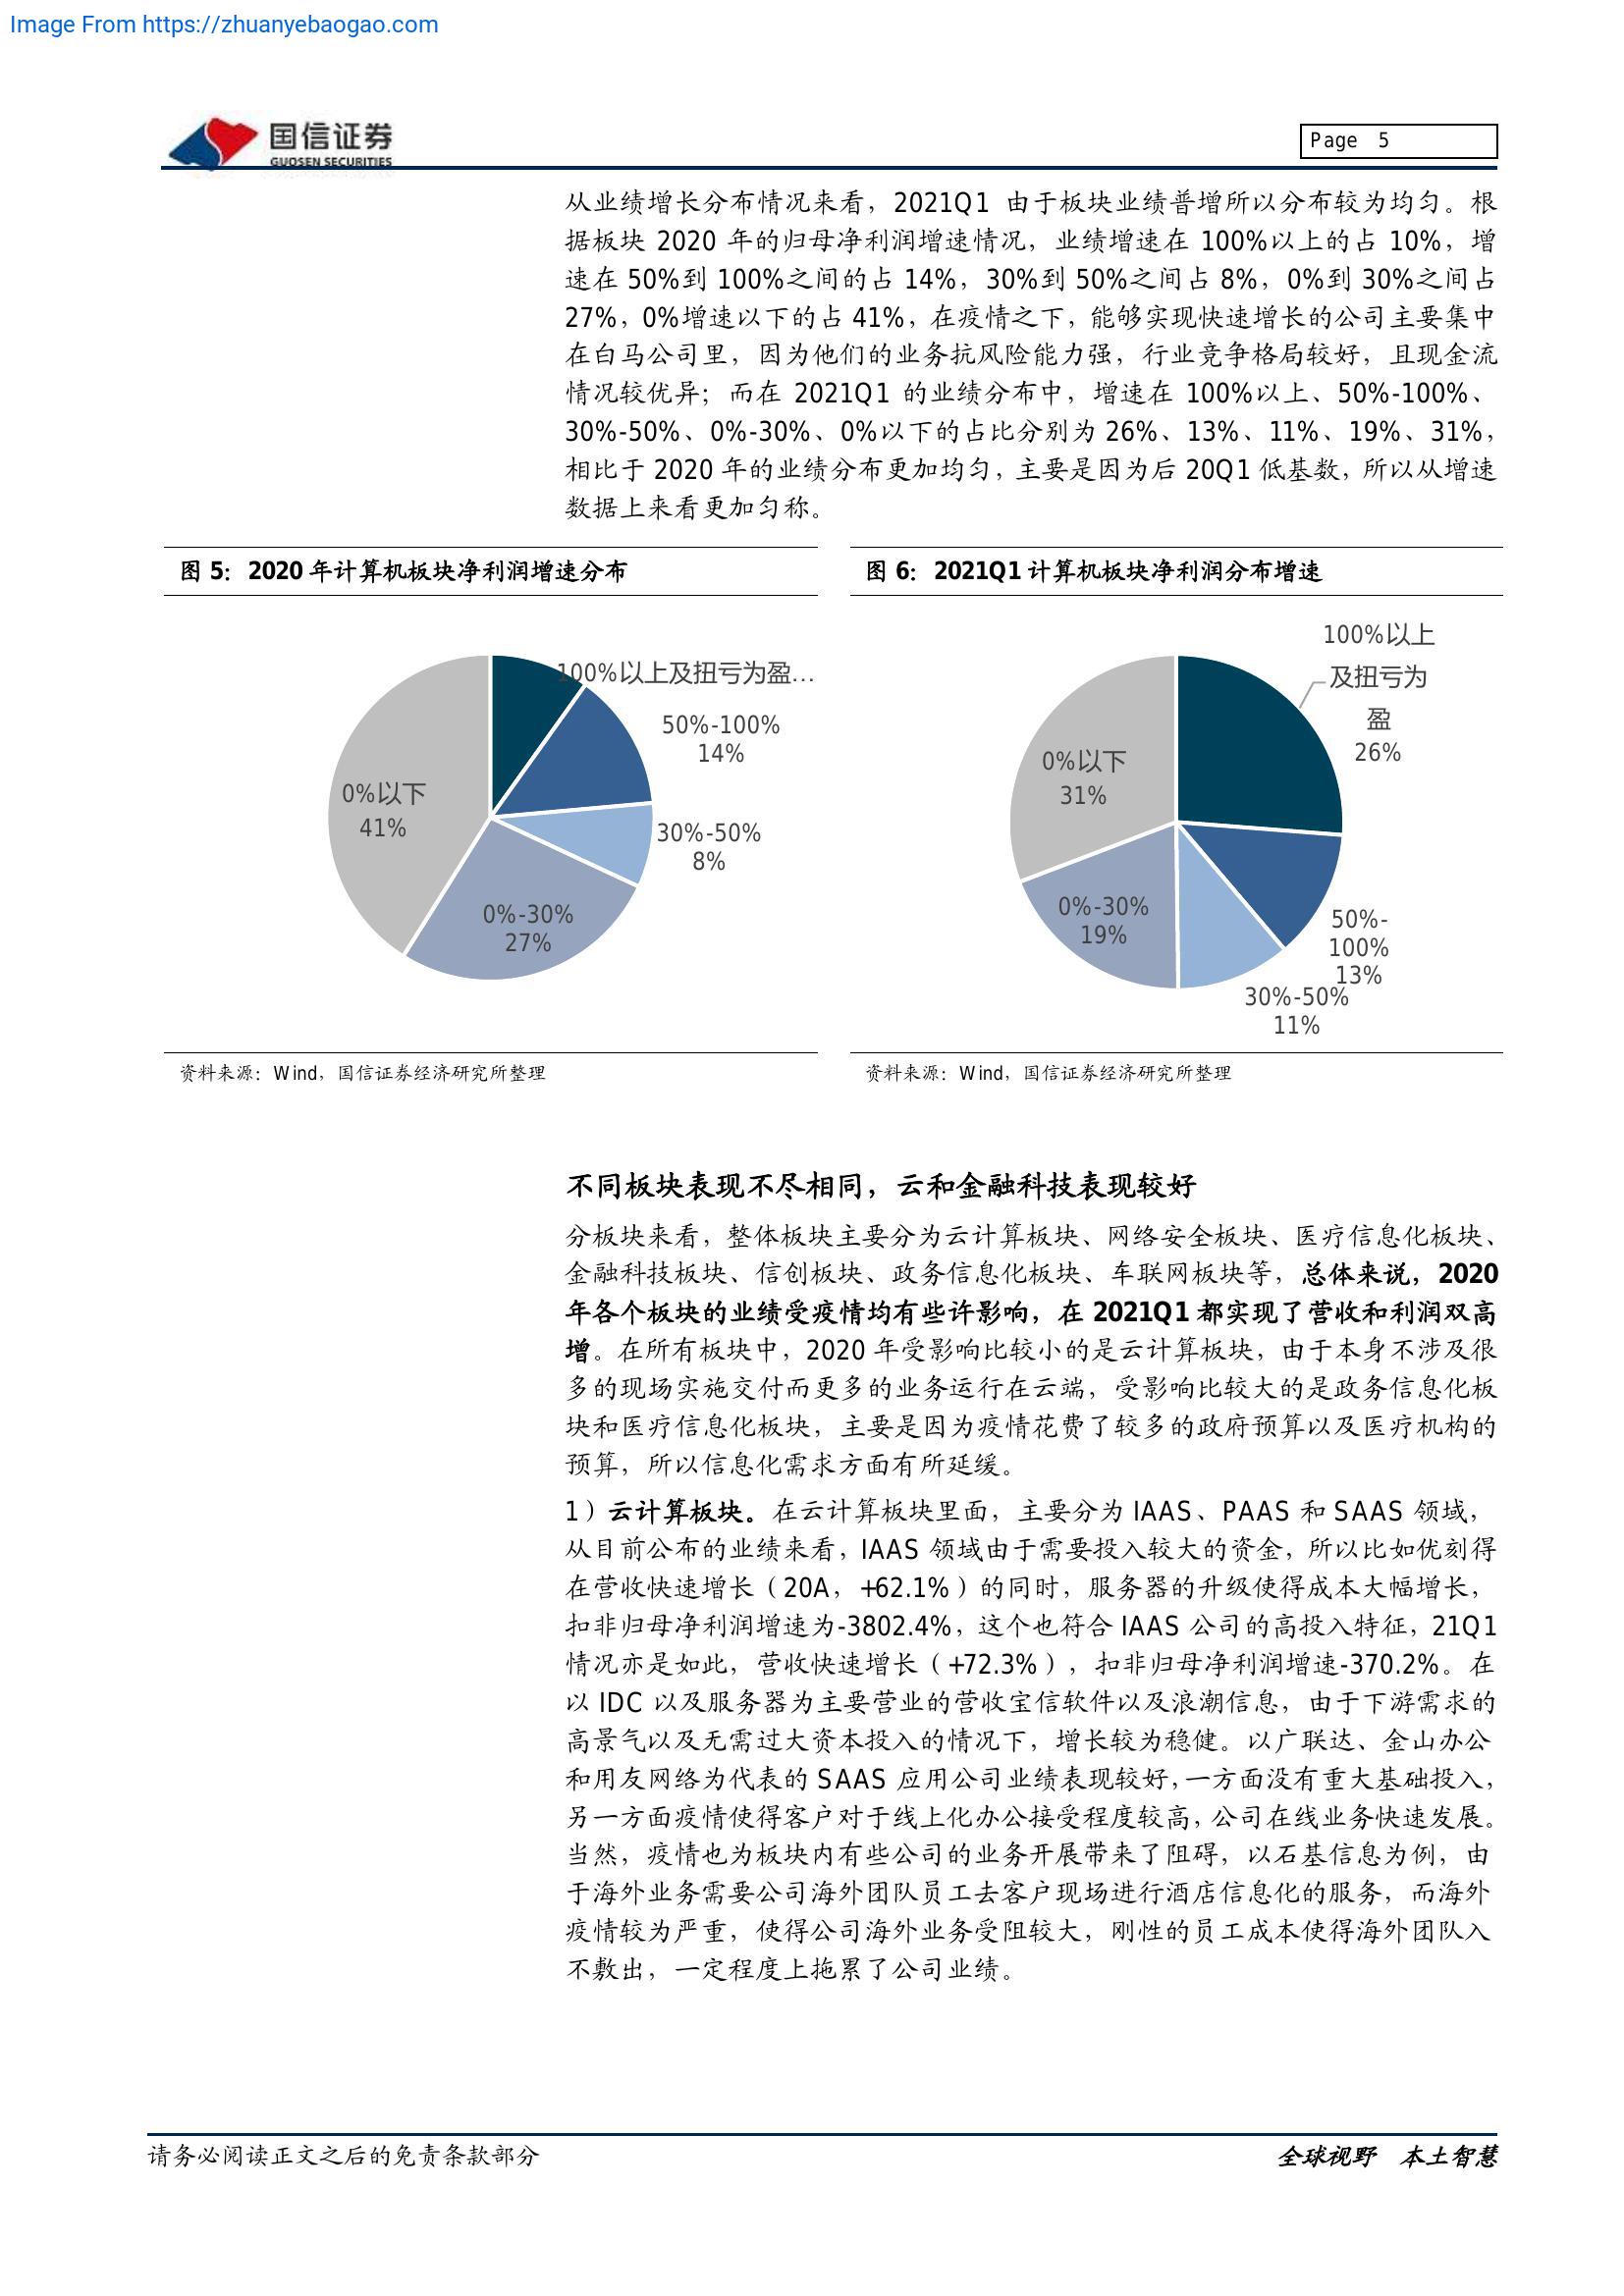 Image From https://zhuanyebaogao.com
国信证券
GUOSEN SECURITIES
Page 5
从业绩增长分布情况来看，2021Q1 由于板块业绩普增所以分布较为均匀。根
据板块 2020 年的归母净利润增速情况，业绩增速在 100%以上的占 10%，增
速在 50%到 100%之间的占 14%，30%到 50%之间占 8%，0%到 30%之间占
27%，0%增速以下的占 41%，在疫情之下，能够实现快速增长的公司主要集中
在白马公司里，因为他们的业务抗风险能力强，行业竞争格局较好，且现金流
情况较优异；而在 2021Q1 的业绩分布中，增速在 100%以上、50%-100%、
30%-50%、0%-30%、0%以下的占比分别为 26%、13%、11%、19%、31%，
相比于 2020 年的业绩分布更加均匀，主要是因为后 20Q1 低基数，所以从增速
数据上来看更加匀称。
图 5：2020 年计算机板块净利润增速分布
100%以上及扭亏为盈…
50%-100%
14%
30%-50%
8%
0%-30%
27%
0%以下
41%
资料来源：Wind，国信证券经济研究所整理
图 6：2021Q1 计算机板块净利润分布增速
100%以上
及扭亏为
盈
26%
50%-
100%
13%
30%-50%
11%
0%-30%
19%
0%以下
31%
资料来源：Wind，国信证券经济研究所整理
不同板块表现不尽相同，云和金融科技表现较好
分板块来看，整体板块主要分为云计算板块、网络安全板块、医疗信息化板块、
金融科技板块、信创板块、政务信息化板块、车联网板块等，总体来说，2020
年各个板块的业绩受疫情均有些许影响，在 2021Q1 都实现了营收和利润双高
增。在所有板块中，2020 年受影响比较小的是云计算板块，由于本身不涉及很
多的现场实施交付而更多的业务运行在云端，受影响比较大的是政务信息化板
块和医疗信息化板块，主要是因为疫情花费了较多的政府预算以及医疗机构的
预算，所以信息化需求方面有所延缓。
1）云计算板块。在云计算板块里面，主要分为 IAAS、PAAS 和 SAAS 领域，
从目前公布的业绩来看，IAAS 领域由于需要投入较大的资金，所以比如优刻得
在营收快速增长（20A，+62.1%）的同时，服务器的升级使得成本大幅增长，
扣非归母净利润增速为-3802.4%，这个也符合 IAAS 公司的高投入特征，21Q1
情况亦是如此，营收快速增长（+72.3%），扣非归母净利润增速-370.2%。在
以 IDC 以及服务器为主要营业的营收宝信软件以及浪潮信息，由于下游需求的
高景气以及无需过大资本投入的情况下，增长较为稳健。以广联达、金山办公
和用友网络为代表的 SAAS 应用公司业绩表现较好，一方面没有重大基础投入，
另一方面疫情使得客户对于线上化办公接受程度较高，公司在线业务快速发展。
当然，疫情也为板块内有些公司的业务开展带来了阻碍，以石基信息为例，由
于海外业务需要公司海外团队员工去客户现场进行酒店信息化的服务，而海外
疫情较为严重，使得公司海外业务受阻较大，刚性的员工成本使得海外团队入
不敷出，一定程度上拖累了公司业绩。
请务必阅读正文之后的免责条款部分
全球视野 本土智慧